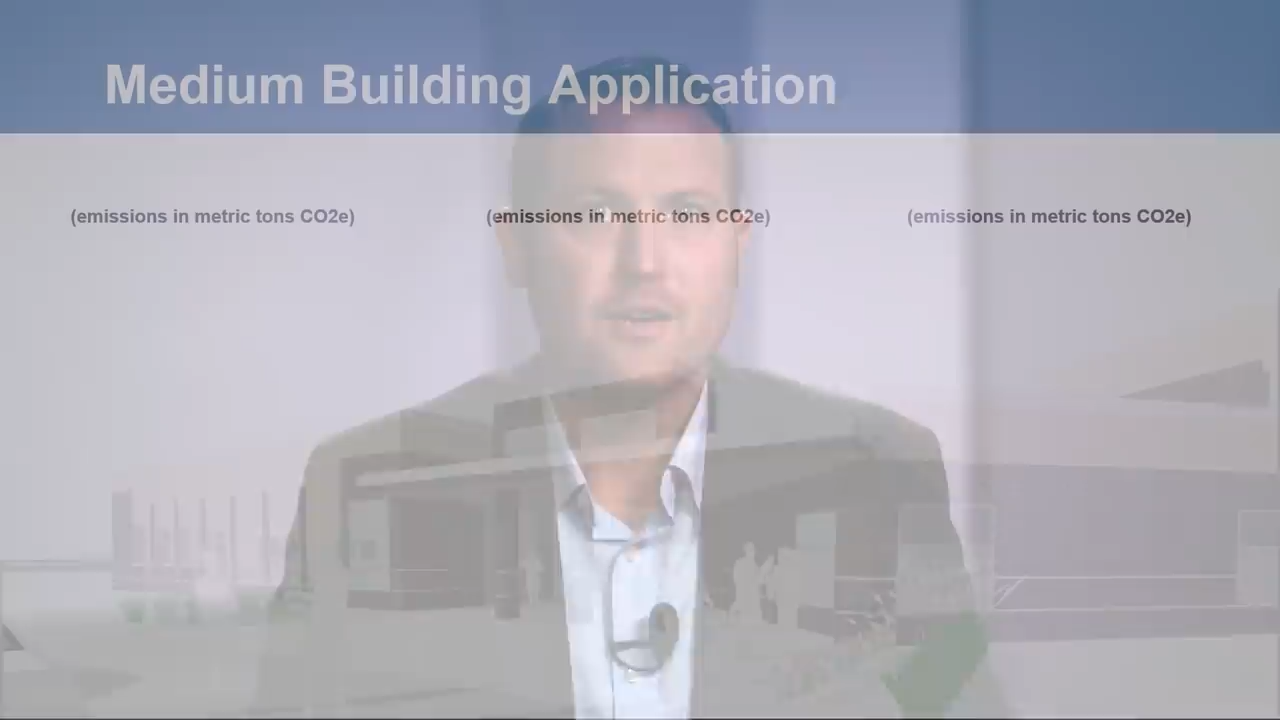 Medium Building Application
(emissions in metric tons CO2e) (emissions in metric tons CO2e) (emissions in metric tons CO2e)